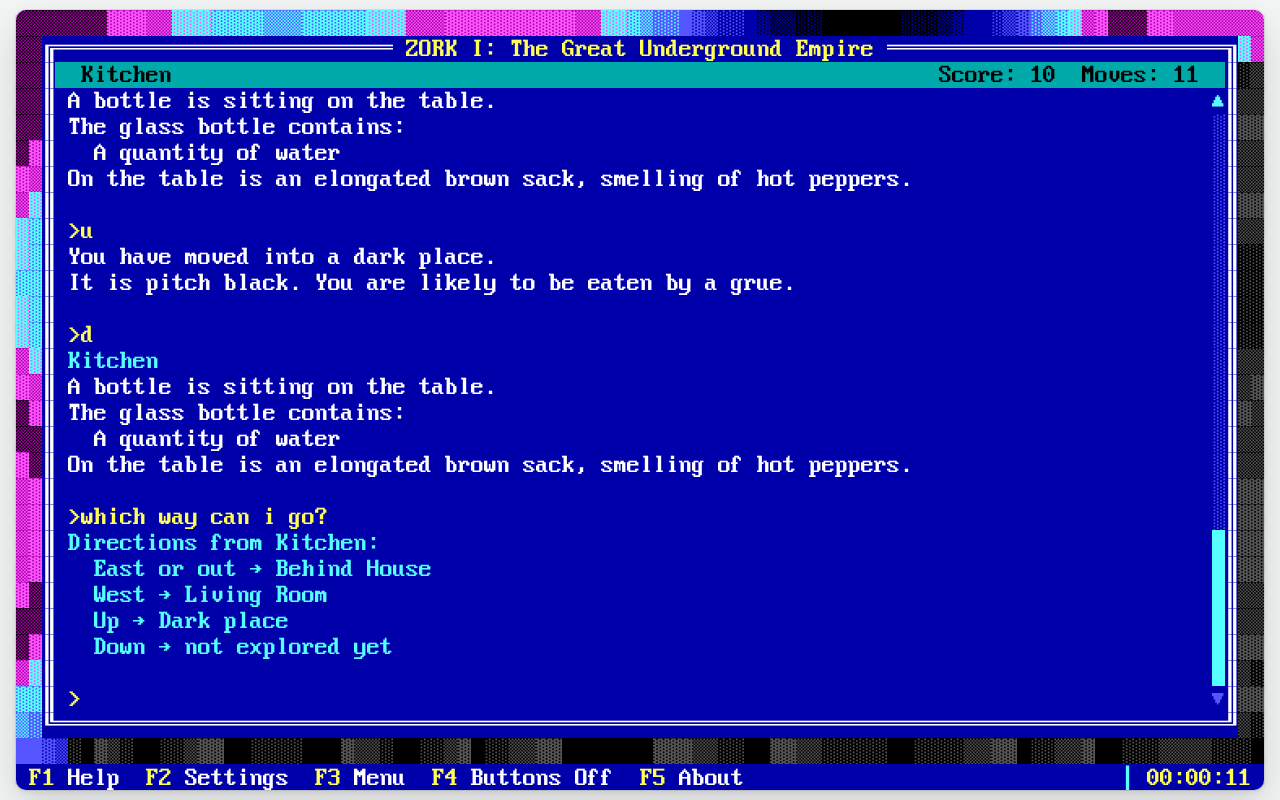 ZORK I: The Great Underground Empire
Kitchen Score: 10 Moves: 11
A bottle is sitting on the table.
The glass bottle contains:
A quantity of water
On the table is an elongated brown sack, smelling of hot peppers.
>u
You have moved into a dark place.
It is pitch black. You are likely to be eaten by a grue.
>d
Kitchen
A bottle is sitting on the table.
The glass bottle contains:
A quantity of water
On the table is an elongated brown sack, smelling of hot peppers.
>which way can i go?
Directions from Kitchen:
East or out → Behind House
West → Living Room
Up → Dark place
Down → not explored yet
>
F1 Help F2 Settings F3 Menu F4 Buttons Off F5 About 00:00:11